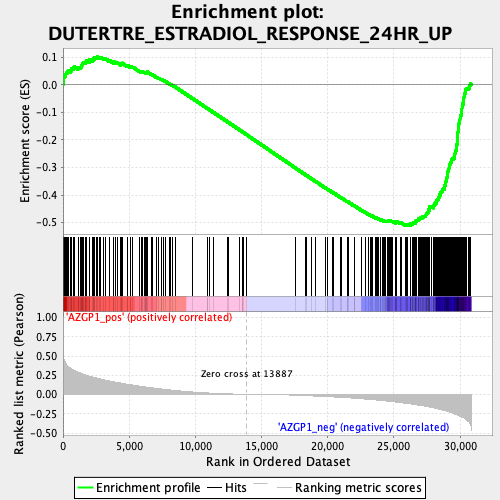 Enrichment plot:
DUTERTRE_ESTRADIOL_RESPONSE_24HR_UP
Enrichment score (ES)
0.1
0.0
-0.1
-0.2
-0.3
-0.4
-0.5
'AZGP1_pos' (positively correlated)
Ranked list metric (Pearson)
1.00
0.75
0.50
0.25
0.00
-0.25
-0.50
Zero cross at 13887
'AZGP1_neg' (negatively correlated)
0
5,000
10,000
15,000
20,000
25,000
30,000
Rank in Ordered Dataset
Enrichment profile
Hits
Ranking metric scores